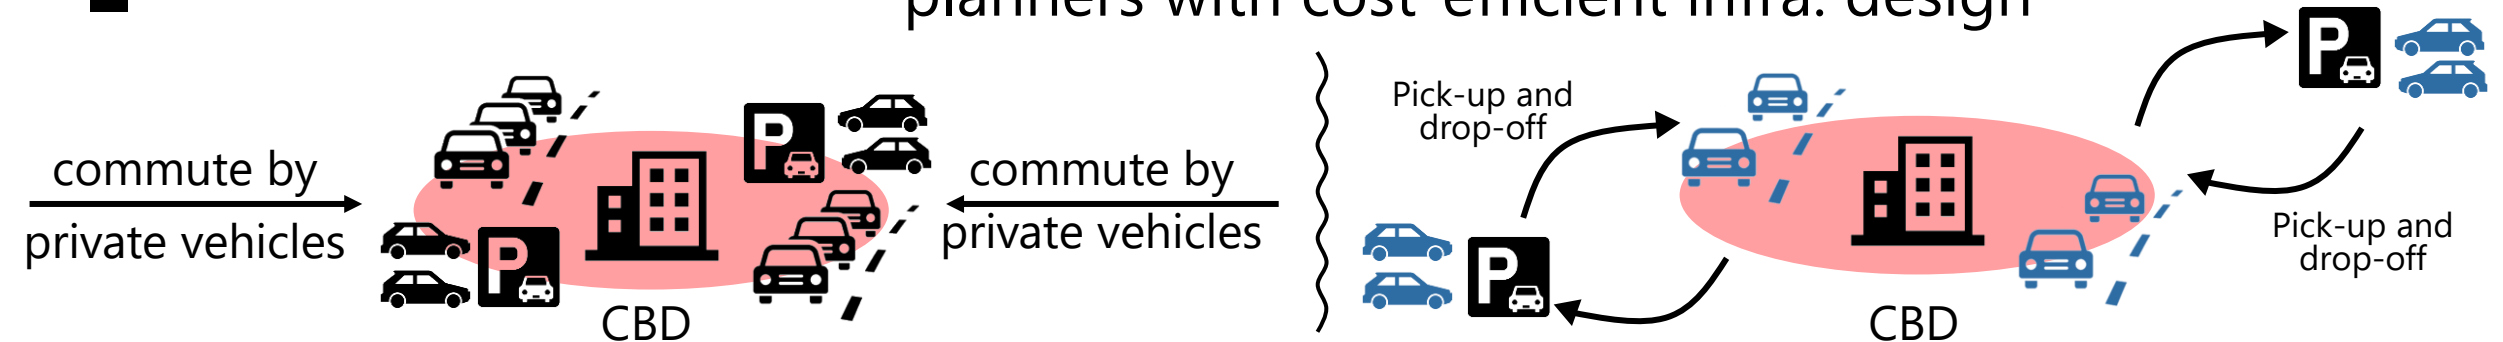 planners with cost-efficient infra. design
commute by
private vehicles
P
P
CBD
commute by
private vehicles
Pick-up and
drop-off
P
CBD
P
Pick-up and
drop-off